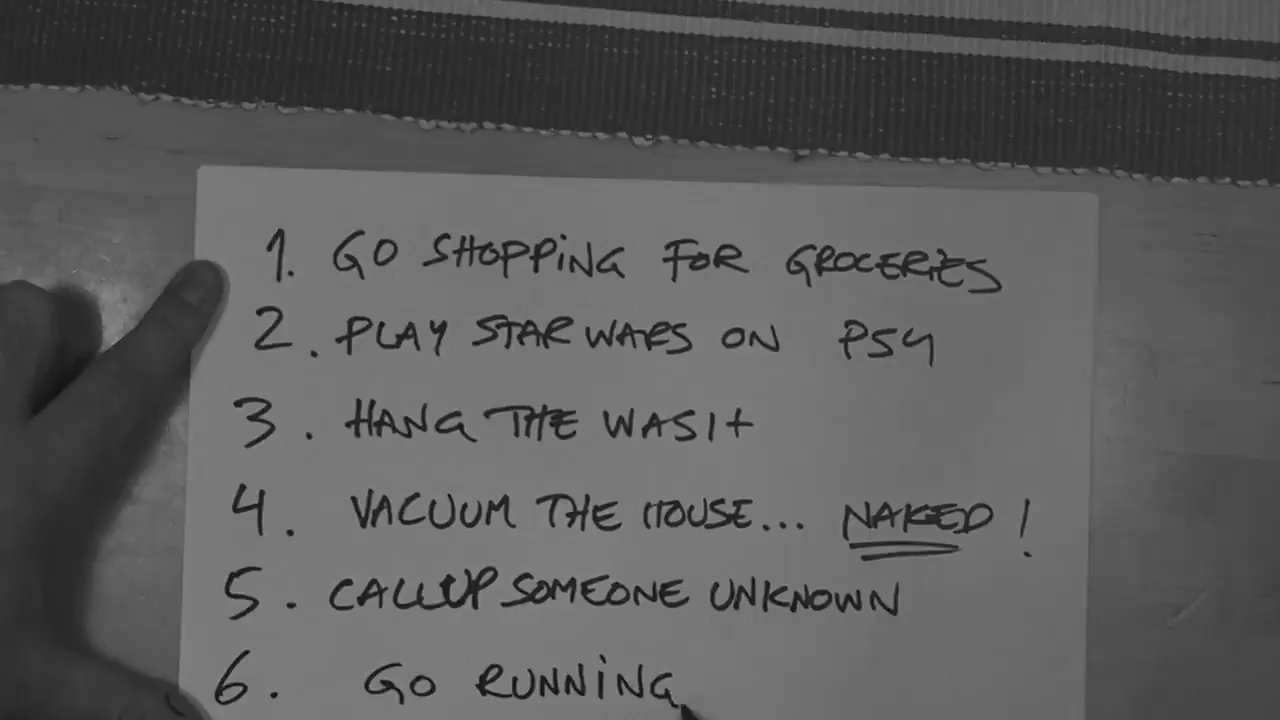 1. GO SHOPPING FOR GROCERIES
2. PLAY STAR WARS ON PS4
3. HANG THE WASH
4. VACUUM THE HOUSE... NAKED!
5. CALL UP SOMEONE UNKNOWN
6. GO RUNNING